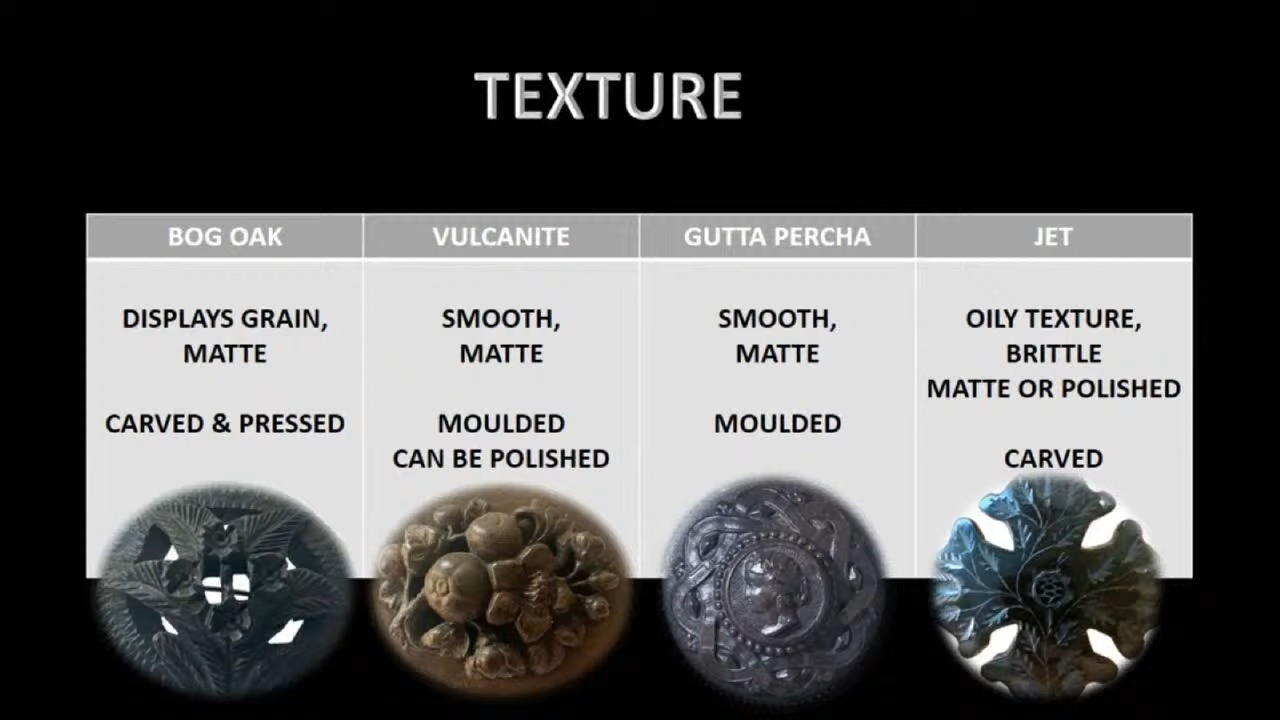 TEXTURE
BOG OAK
VULCANITE
GUTTA PERCHA
JET
DISPLAYS GRAIN,
MATTE
CARVED & PRESSED
SMOOTH,
MATTE
MOULDED
CAN BE POLISHED
SMOOTH,
MATTE
MOULDED
OILY TEXTURE,
BRITTLE
MATTE OR POLISHED
CARVED